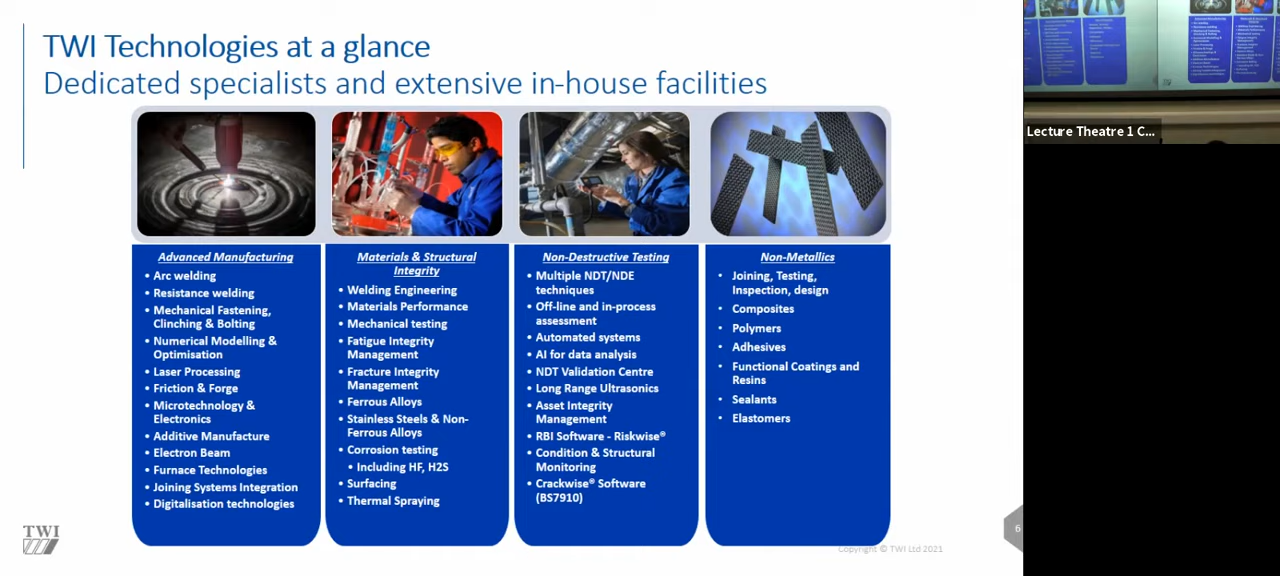 TWI Technologies at a glance
Dedicated specialists and extensive in-house facilities
Advanced Manufacturing
• Arc welding
• Resistance welding
• Mechanical Fastening,
Clinching & Bolting
• Numerical Modelling &
Optimisation
• Laser Processing
• Friction & Forge
• Microtechnology &
Electronics
• Additive Manufacture
• Electron Beam
• Furnace Technologies
• Joining Systems Integration
• Digitalisation technologies
Materials & Structural
Integrity
• Welding Engineering
• Materials Performance
• Mechanical testing
• Fatigue Integrity
Management
• Fracture Integrity
Management
• Ferrous Alloys
• Stainless Steels & Non-
Ferrous Alloys
• Corrosion testing
• Including HF, H2S
• Surfacing
• Thermal Spraying
Non-Destructive Testing
• Multiple NDT/NDE
techniques
• Off-line and in-process
assessment
• Automated systems
• AI for data analysis
• NDT Validation Centre
• Long Range Ultrasonics
• Asset Integrity
Management
• RBI Software - Riskwise®
• Condition & Structural
Monitoring
• Crackwise® Software
(BS7910)
Non-Metallics
• Joining, Testing,
Inspection, design
• Composites
• Polymers
• Adhesives
• Functional Coatings and
Resins
• Sealants
• Elastomers
TWI
Copyright © TWI Ltd 2021
6
Lecture Theatre 1 C...